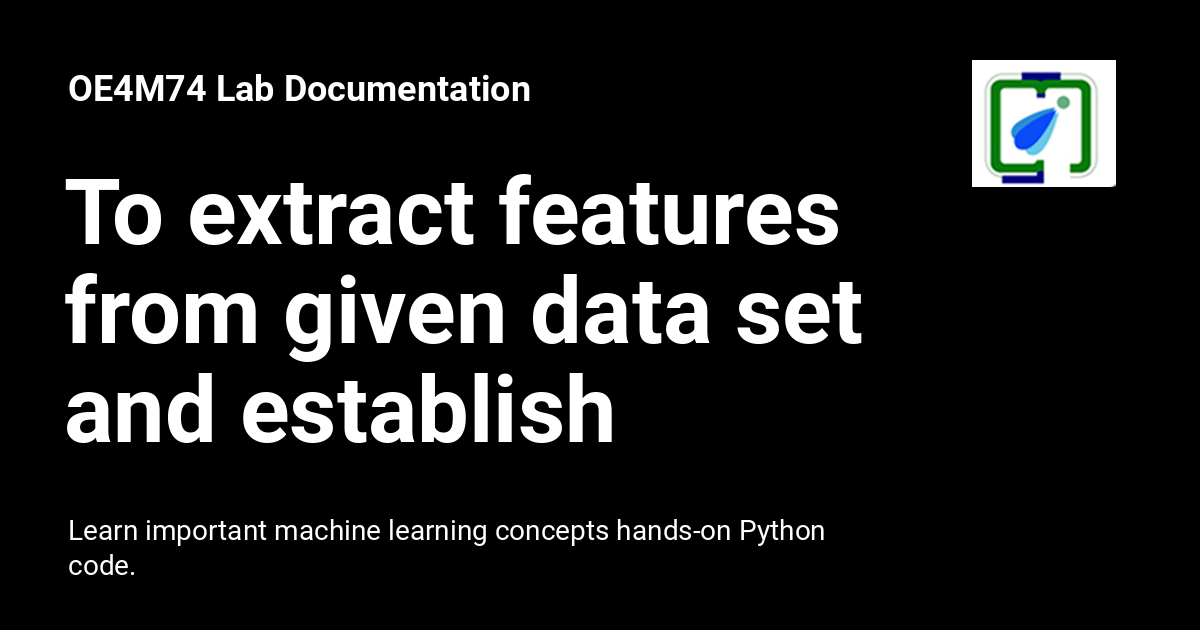 OE4M74 Lab Documentation
To extract features
from given data set
and establish
Learn important machine learning concepts hands-on Python
code.